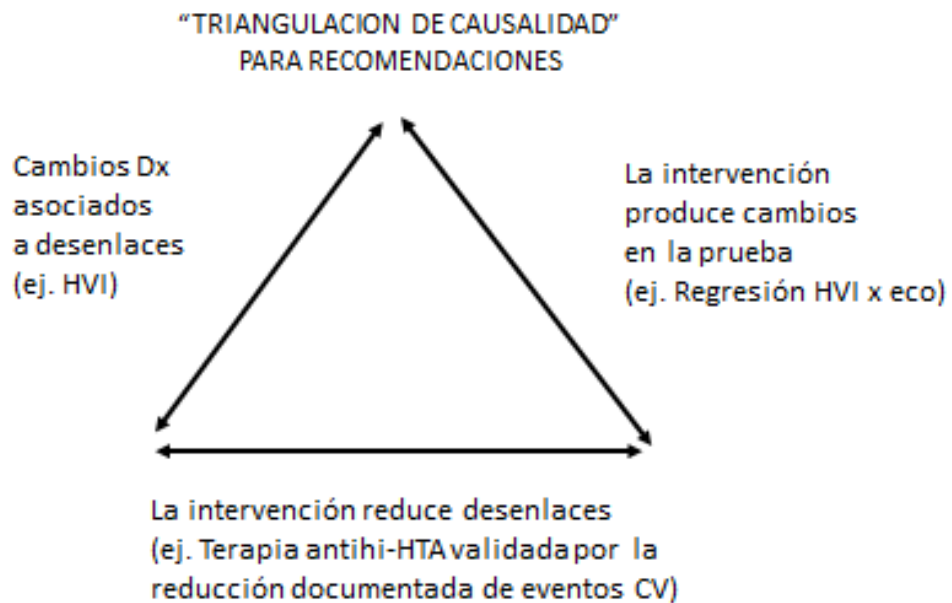 “TRIANGULACION DE CAUSALIDAD”
PARA RECOMENDACIONES
Cambios Dx
asociados
a desenlaces
(ej. HVI)
La intervención
produce cambios
en la prueba
(ej. Regresión HVI x eco)
La intervención reduce desenlaces
(ej. Terapia antihi-HTA validada por la
reducción documentada de eventos CV)